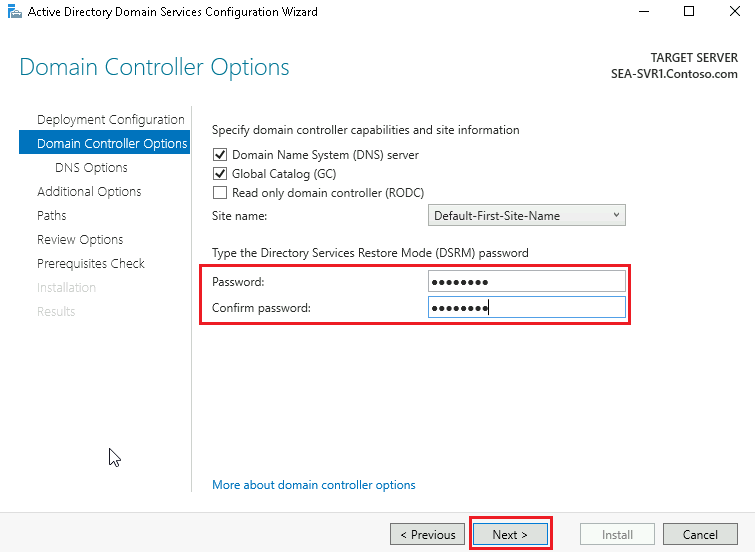 Active Directory Domain Services Configuration Wizard
Domain Controller Options
TARGET SERVER
SEA-SVR1.Contoso.com
Deployment Configuration
Domain Controller Options
DNS Options
Additional Options
Paths
Review Options
Prerequisites Check
Installation
Results
Specify domain controller capabilities and site information
Domain Name System (DNS) server
Global Catalog (GC)
Read only domain controller (RODC)
Site name: Default-First-Site-Name
Type the Directory Services Restore Mode (DSRM) password
Password: ●●●●●●●●
Confirm password: ●●●●●●●●
More about domain controller options
< Previous Next > Install Cancel